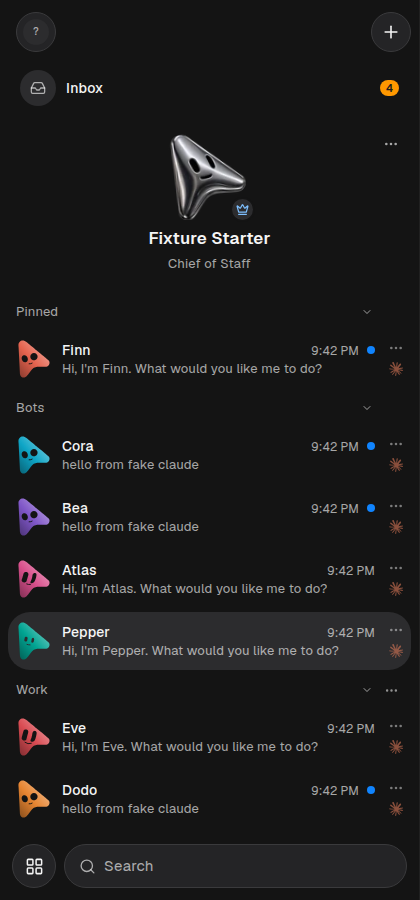 ?
Inbox
4
Fixture Starter
Chief of Staff
Pinned
Finn 9:42 PM
Hi, I'm Finn. What would you like me to do?
Bots
Cora 9:42 PM
hello from fake claude
Bea 9:42 PM
hello from fake claude
Atlas 9:42 PM
Hi, I'm Atlas. What would you like me to do?
Pepper 9:42 PM
Hi, I'm Pepper. What would you like me to do?
Work
Eve 9:42 PM
Hi, I'm Eve. What would you like me to do?
Dodo 9:42 PM
hello from fake claude
Search